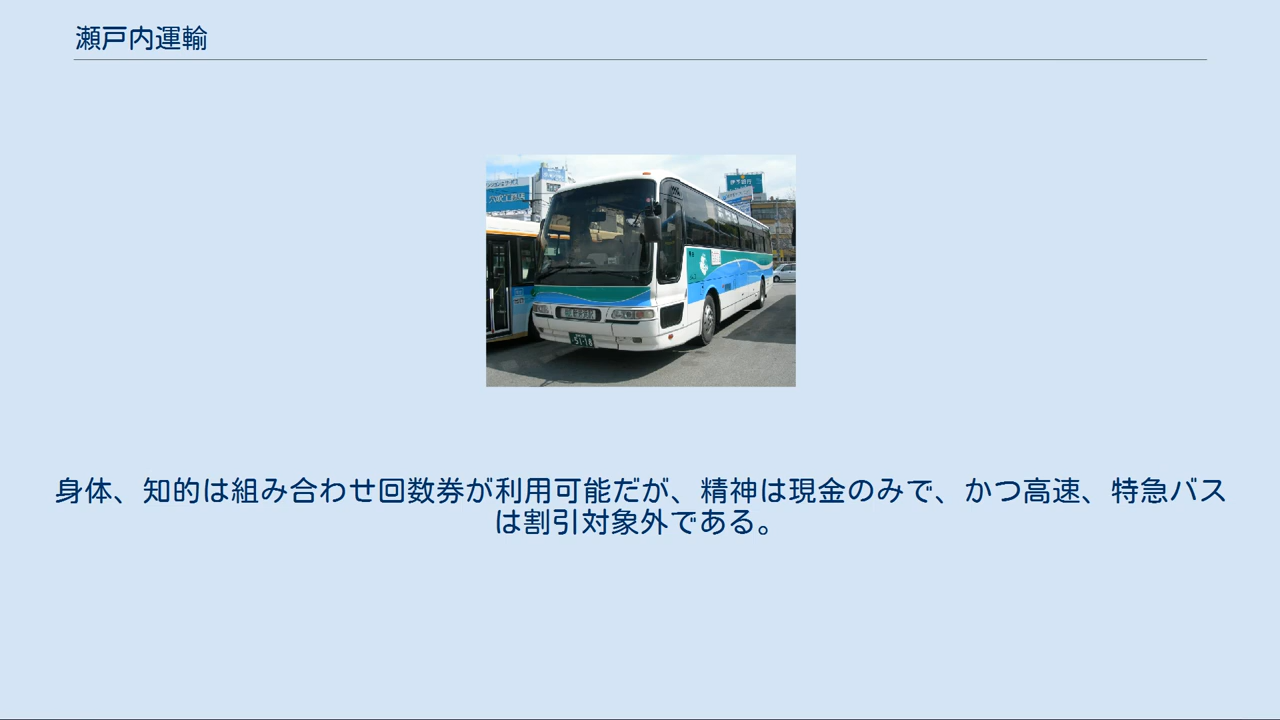 瀬戸内運輸
身体、知的は組み合わせ回数券が利用可能だが、精神は現金のみで、かつ高速、特急バス
は割引対象外である。